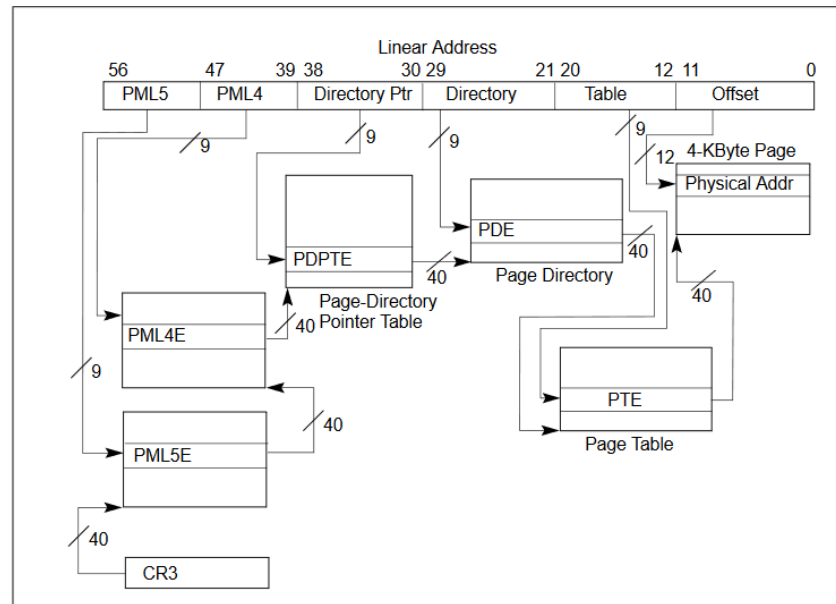 Linear Address
56 47 39 38 30 29 21 20 12 11 0
PML5 PML4 Directory Ptr Directory Table Offset
9
9
9
9
12
4-KByte Page
Physical Addr
PDE
40
PDPTE
40
Page Directory
40
Page-Directory
Pointer Table
40
PML4E
9
40
PTE
Page Table
PML5E
40
CR3